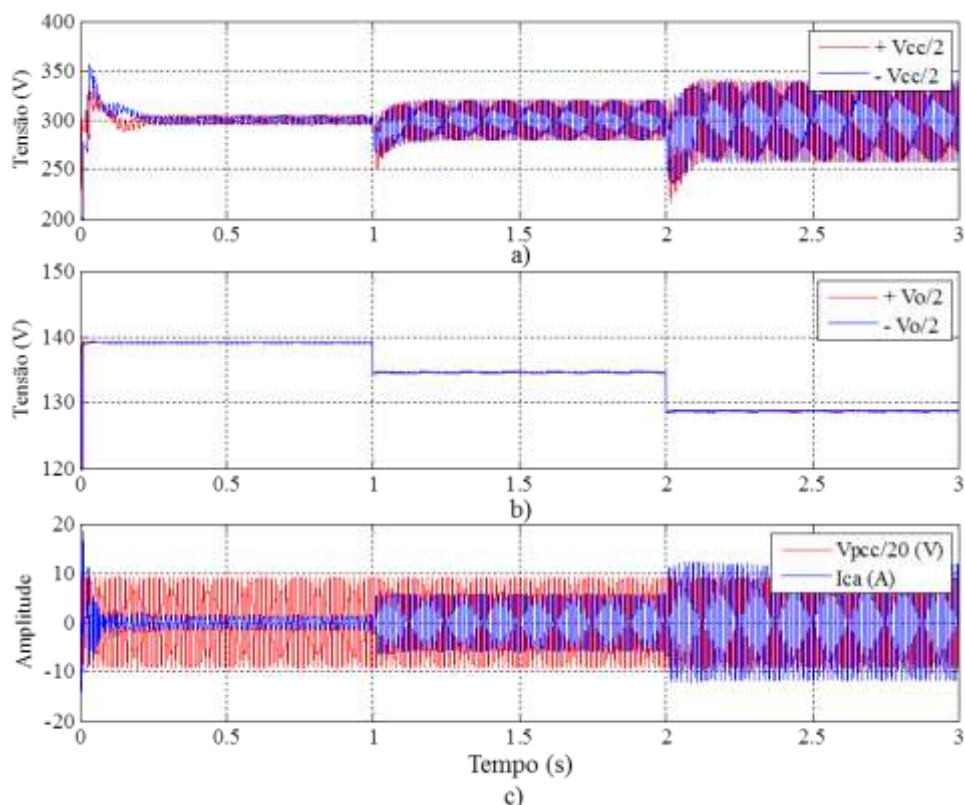 400
350
300
250
200
Tensão (V)
+ Vcc/2
- Vcc/2
0
0.5
1
1.5
2
2.5
3
a)
150
140
130
120
Tensão (V)
+ Vo/2
- Vo/2
0
0.5
1
1.5
2
2.5
3
b)
20
10
0
-10
-20
Amplitude
Vpcc/20 (V)
Ica (A)
0
0.5
1
1.5
2
2.5
3
Tempo (s)
c)